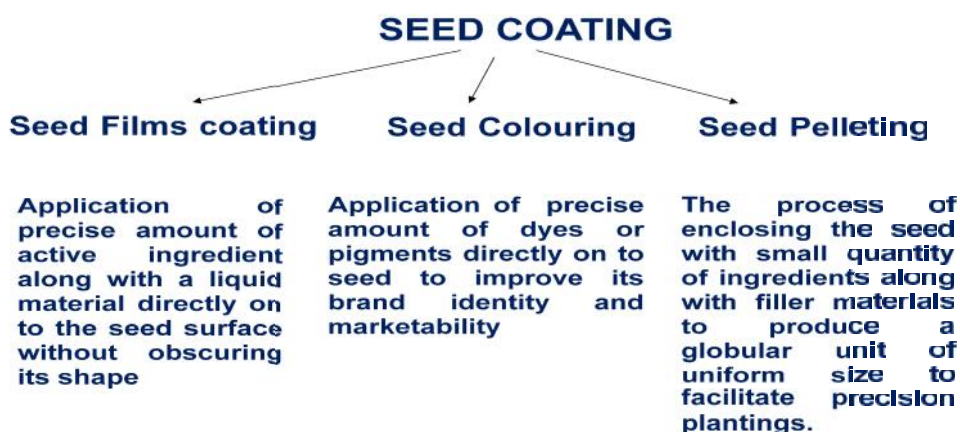 SEED COATING
Seed Films coating
Seed Colouring
Seed Pelleting
Application of
precise amount of
active ingredient
along with a liquid
material directly on
to the seed surface
without obscuring
its shape
Application of precise
amount of dyes or
pigments directly on to
seed to improve its
brand identity and
marketability
The process of
enclosing the seed
with small quantity
of ingredients along
with filler materials
to produce a
globular unit of
uniform size to
facilitate precision
plantings.